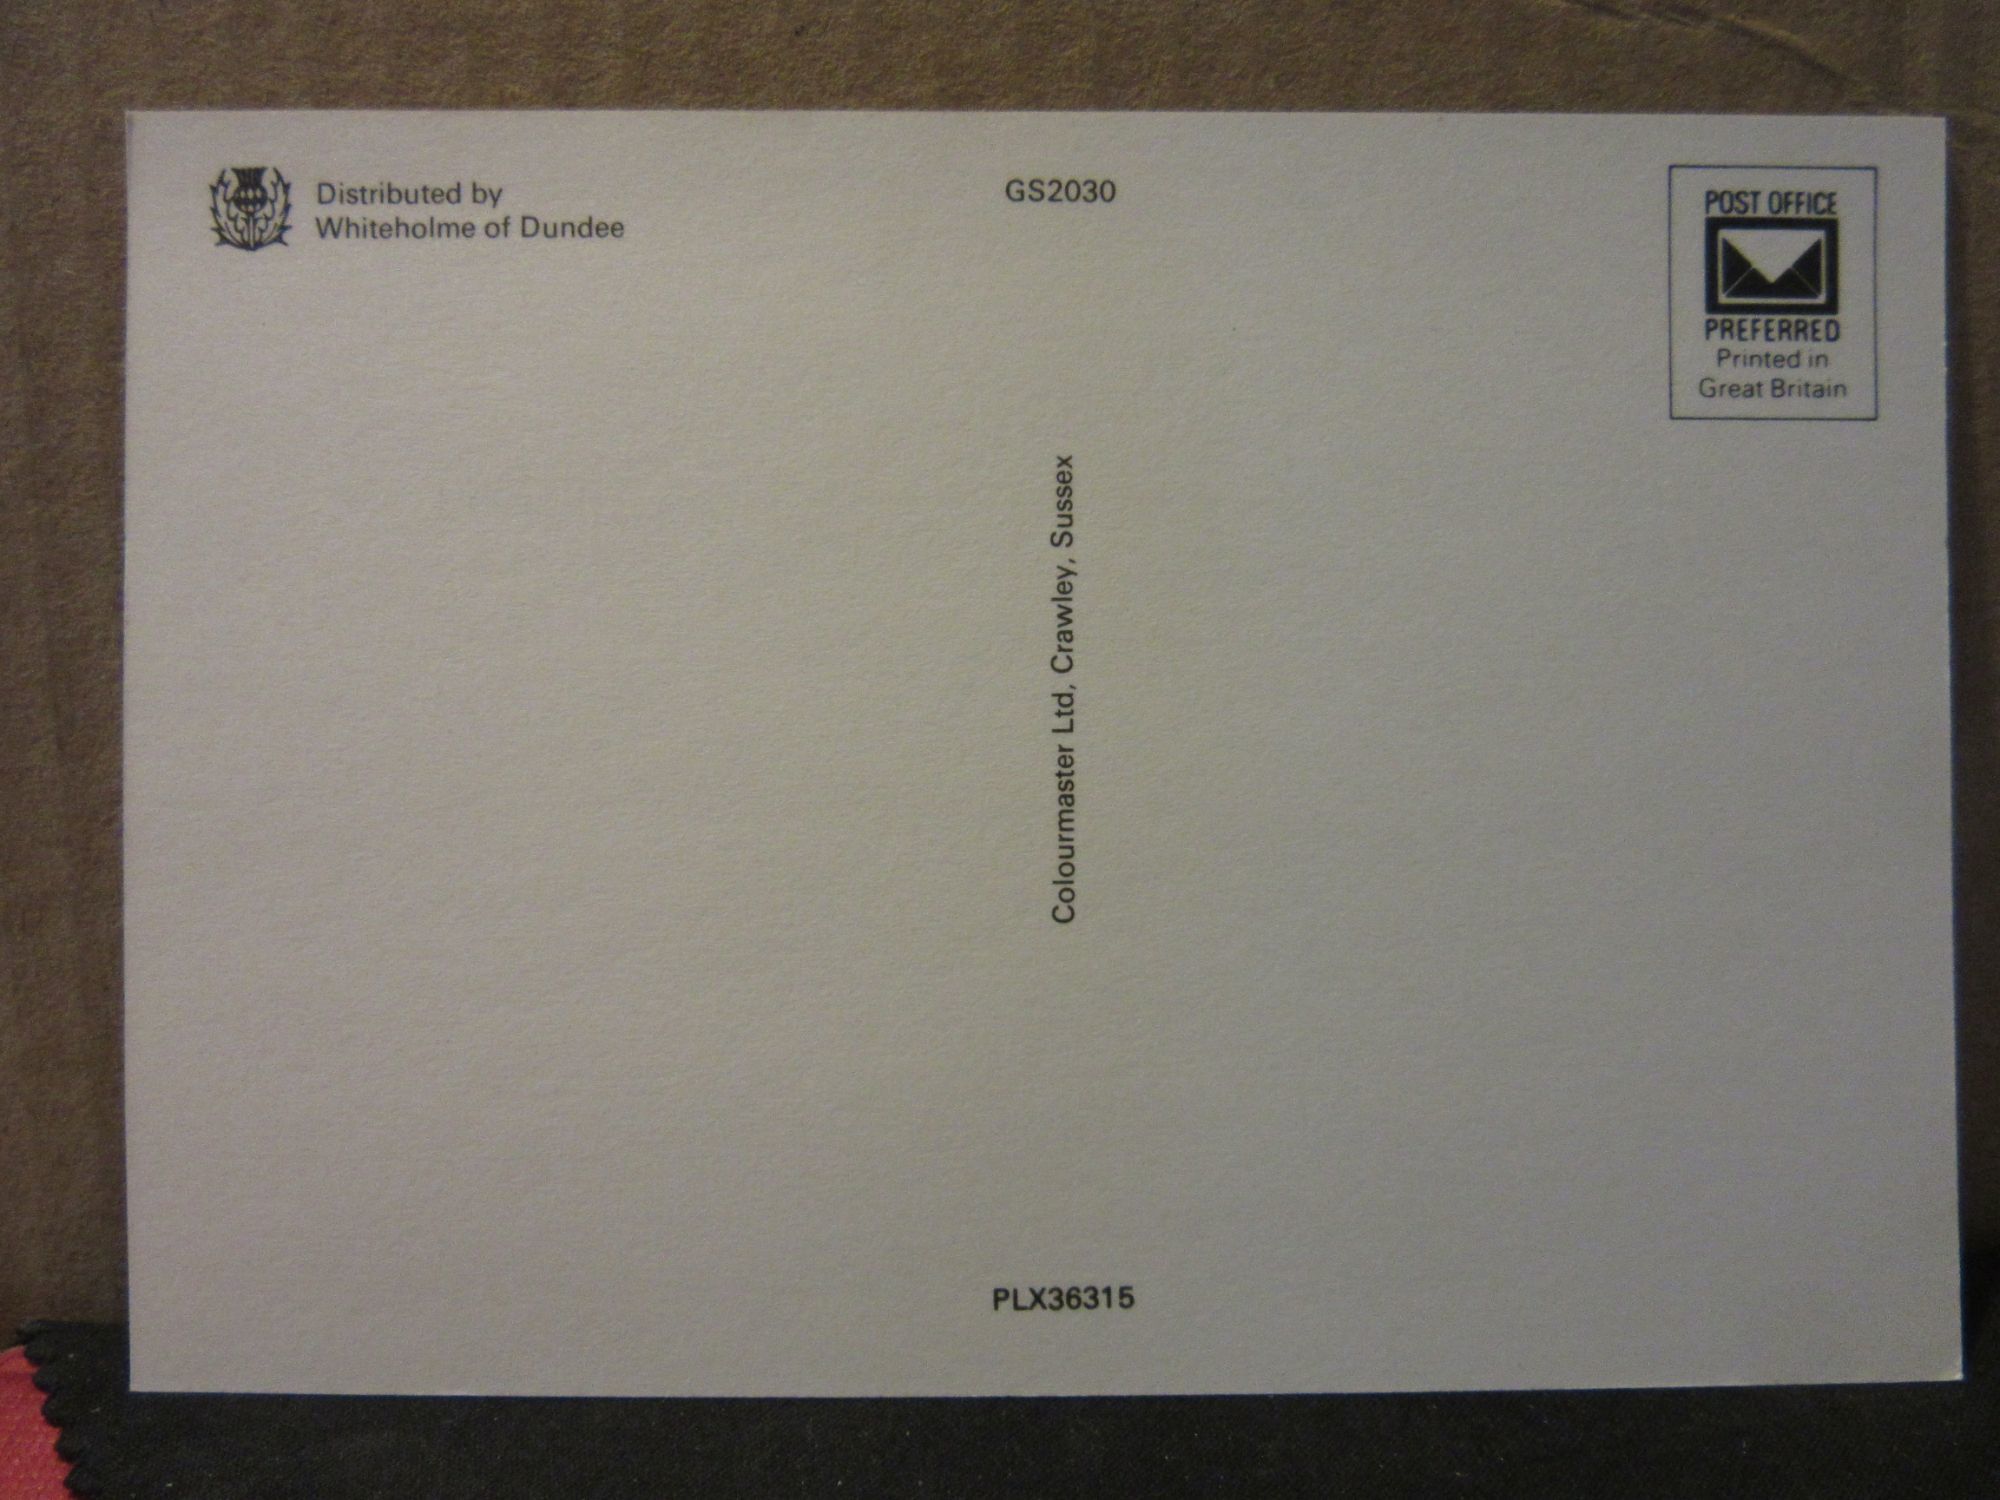 Distributed by
Whiteholme of Dundee
GS2030
POST OFFICE
PREFERRED
Printed in
Great Britain
Colourmaster Ltd, Crawley, Sussex
PLX36315